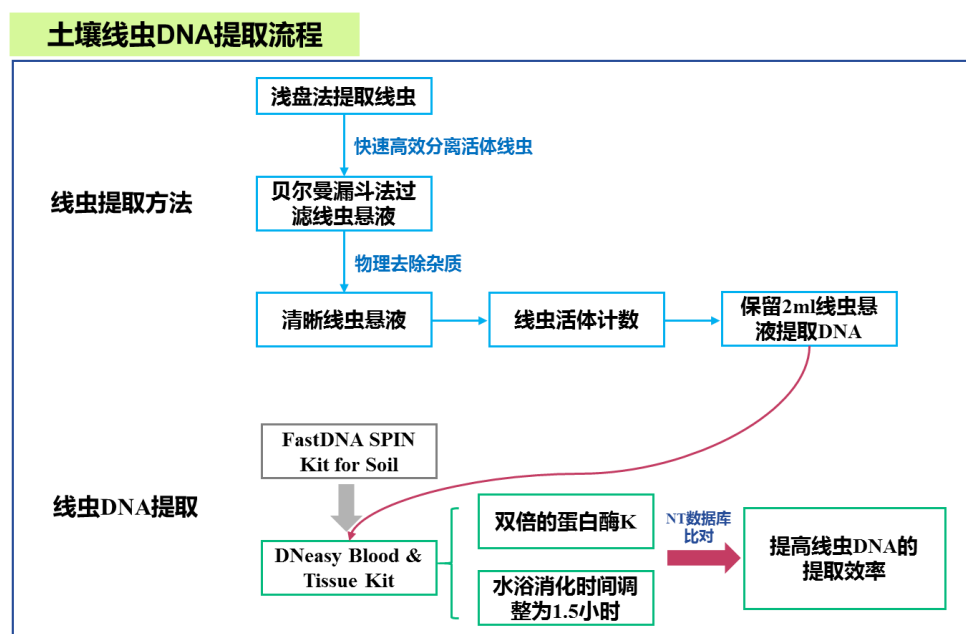 土壤线虫DNA提取流程
浅盘法提取线虫
快速高效分离活体线虫
线虫提取方法
贝尔曼漏斗法过
滤线虫悬液
物理去除杂质
清晰线虫悬液
线虫活体计数
保留2ml线虫悬
液提取DNA
FastDNA SPIN
Kit for Soil
线虫DNA提取
DNeasy Blood &
Tissue Kit
双倍的蛋白酶K
水浴消化时间调
整为1.5小时
NT数据库
比对
提高线虫DNA的
提取效率